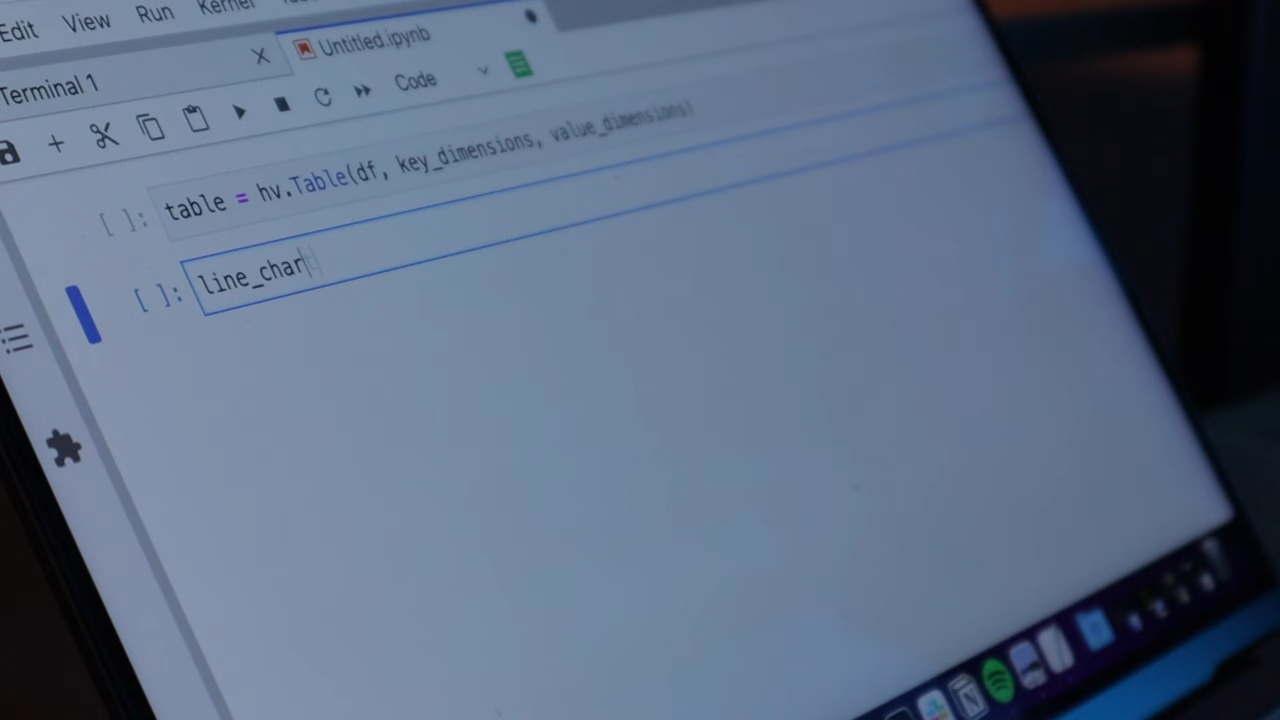 Edit View Run Kernel
Terminal 1
Untitled.ipynb
Code
[ ]: table = hv.Table(df, key_dimensions, value_dimensions)
[ ]: line_char